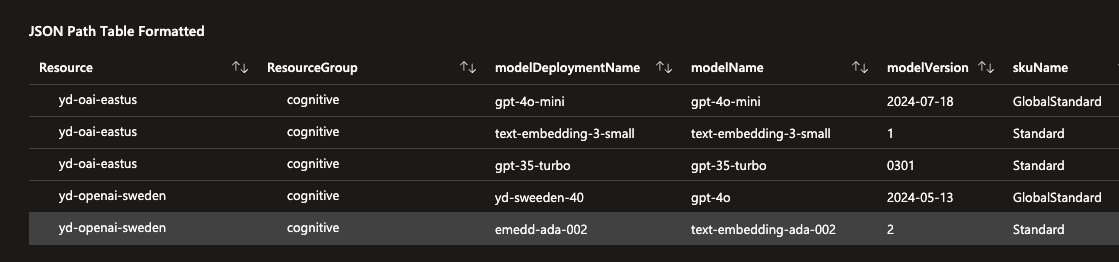 JSON Path Table Formatted
Resource ResourceGroup modelDeploymentName modelName modelVersion skuName
yd-oai-eastus cognitive gpt-4o-mini gpt-4o-mini 2024-07-18 GlobalStandard
yd-oai-eastus cognitive text-embedding-3-small text-embedding-3-small 1 Standard
yd-oai-eastus cognitive gpt-35-turbo gpt-35-turbo 0301 Standard
yd-openai-sweden cognitive yd-sweeden-40 gpt-4o 2024-05-13 GlobalStandard
yd-openai-sweden cognitive emedd-ada-002 text-embedding-ada-002 2 Standard